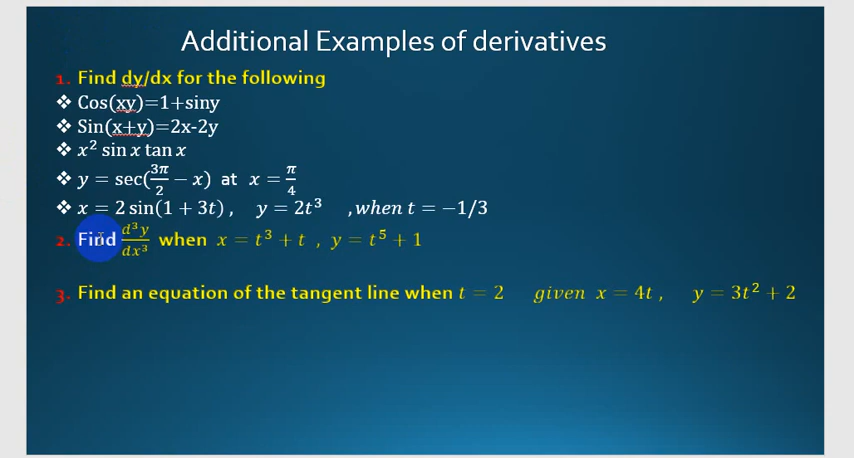 Additional Examples of derivatives
1. Find dy/dx for the following
❖ Cos(xy)=1+siny
❖ Sin(x+y)=2x-2y
❖ x² sin x tan x
❖ y = sec(3π/2 − x) at x = π/4
❖ x = 2 sin(1 + 3t) , y = 2t³ , when t = −1/3
2. Find d³y/dx³ when x = t³ + t , y = t⁵ + 1
3. Find an equation of the tangent line when t = 2 given x = 4t , y = 3t² + 2